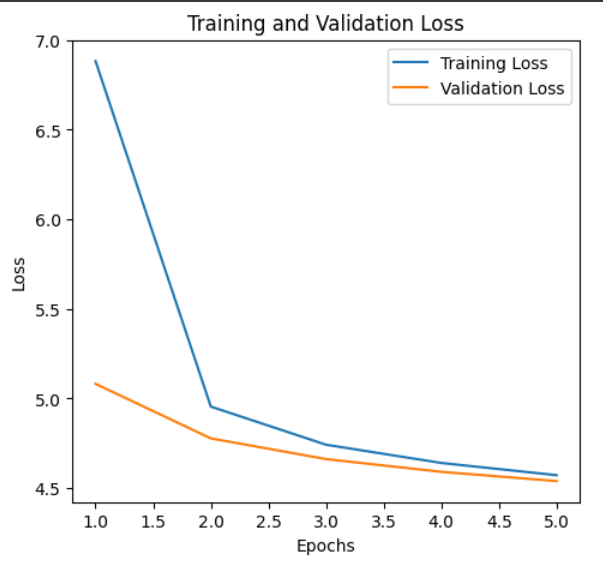 Training and Validation Loss
Training Loss
Validation Loss
7.0
6.5
6.0
5.5
5.0
4.5
Loss
1.0 1.5 2.0 2.5 3.0 3.5 4.0 4.5 5.0
Epochs